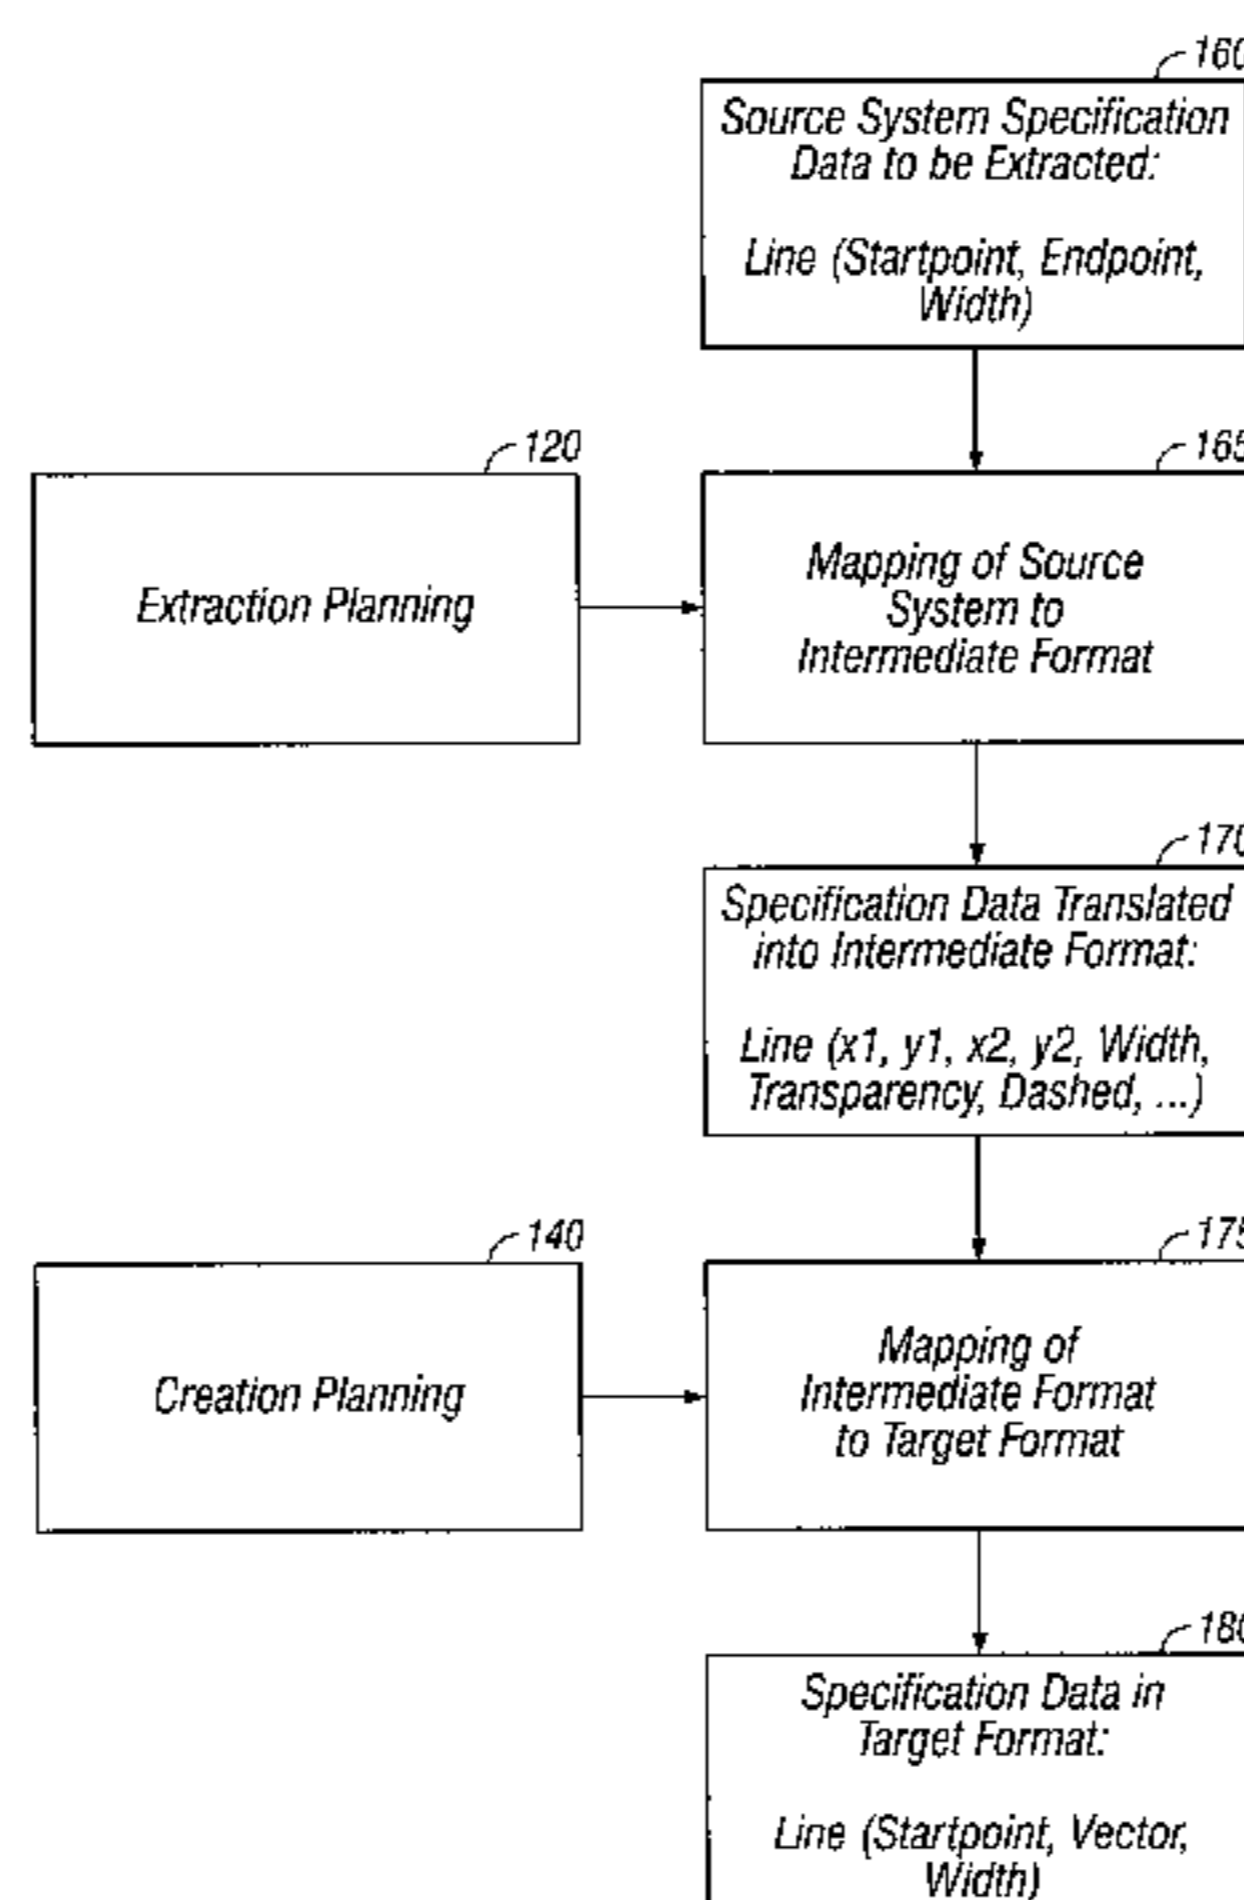 160
Source System Specification
Data to be Extracted:
Line (Startpoint, Endpoint,
Width)
120
165
Extraction Planning
Mapping of Source
System to
Intermediate Format
170
Specification Data Translated
into Intermediate Format:
Line (x1, y1, x2, y2, Width,
Transparency, Dashed, ...)
140
175
Creation Planning
Mapping of
Intermediate Format
to Target Format
180
Specification Data in
Target Format:
Line (Startpoint, Vector,
Width)